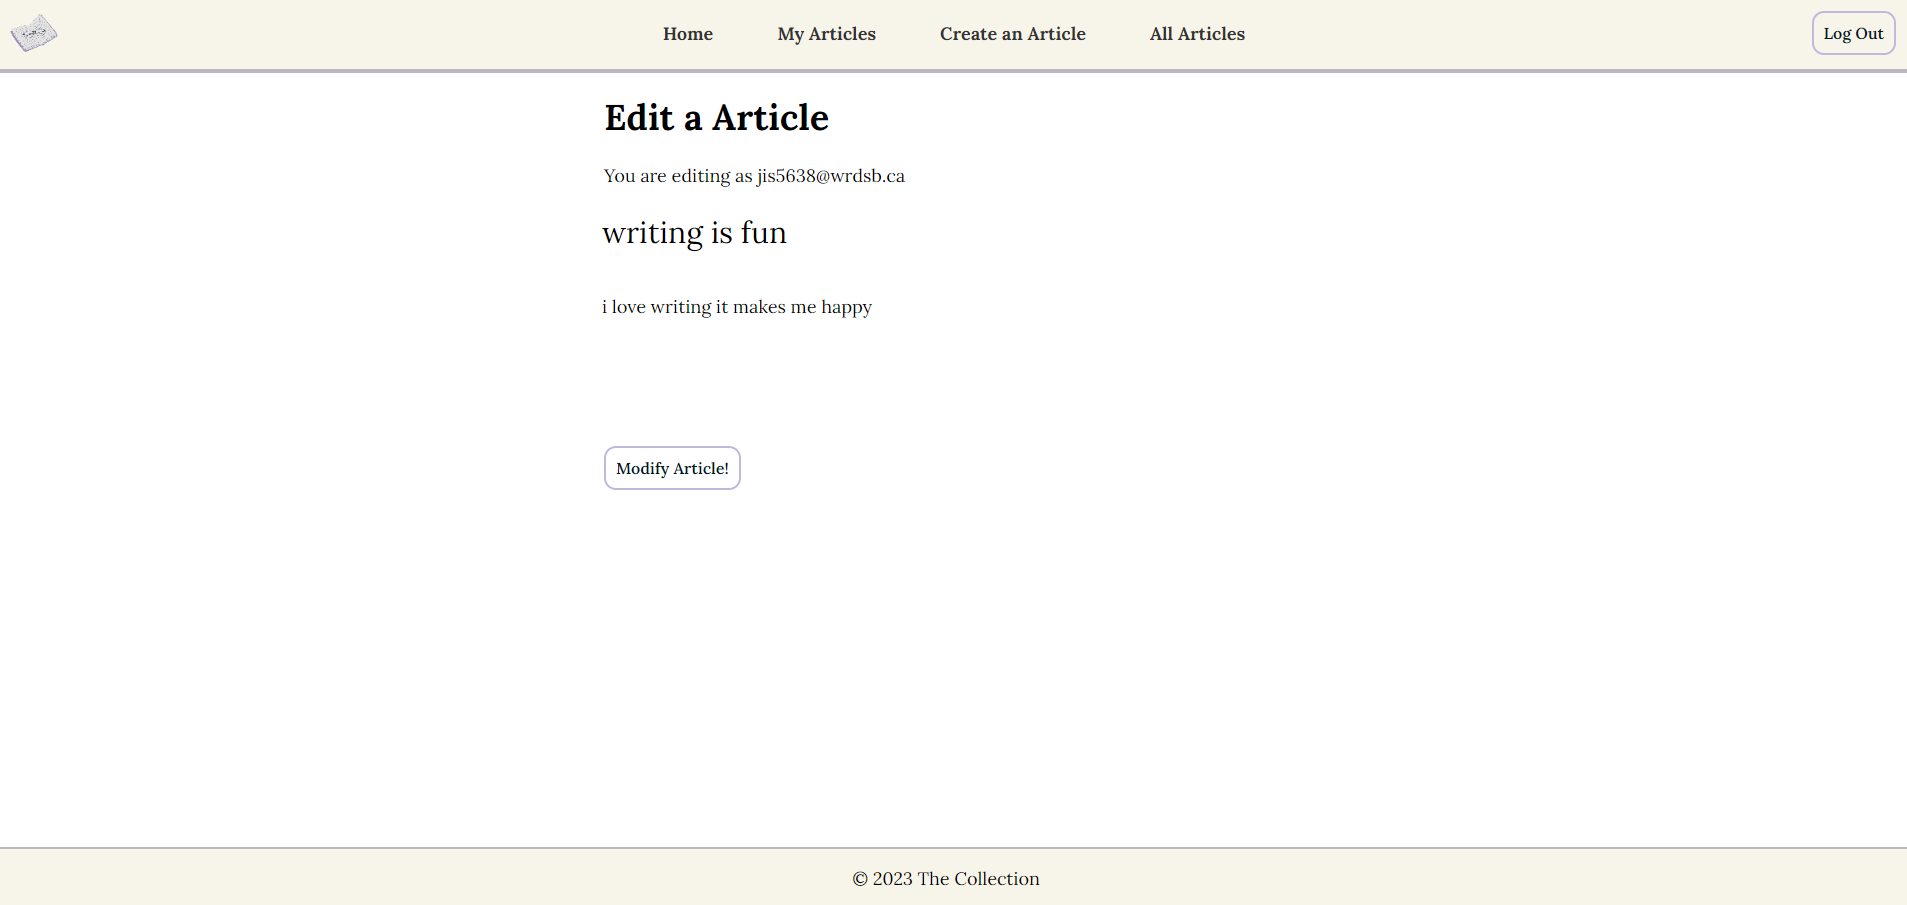 Home My Articles Create an Article All Articles Log Out
Edit a Article
You are editing as jis5638@wrdsb.ca
writing is fun
i love writing it makes me happy
Modify Article!
© 2023 The Collection